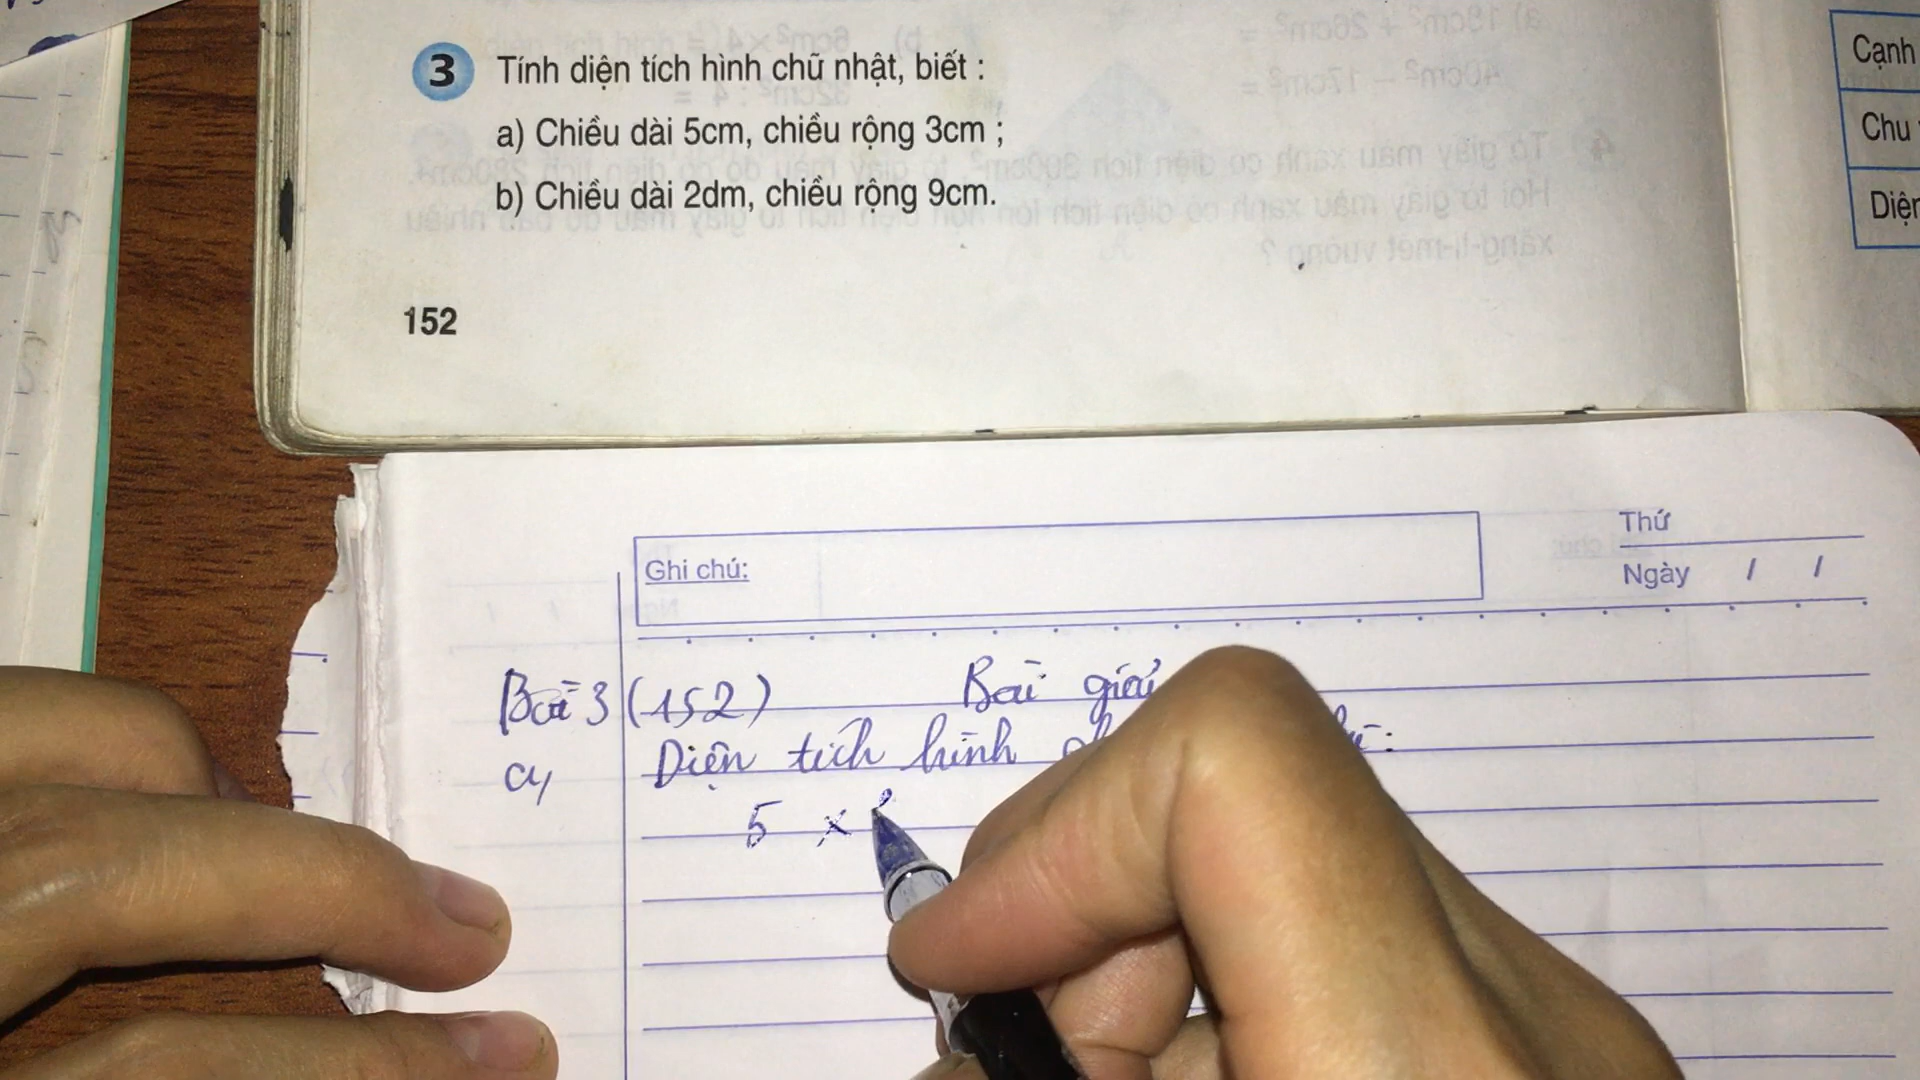 3 Tính diện tích hình chữ nhật, biết :
a) Chiều dài 5cm, chiều rộng 3cm ;
b) Chiều dài 2dm, chiều rộng 9cm.
152
Cạnh
Chu
Diện
Ghi chú:
Thứ
Ngày / /
Bài 3 (152) Bài giải
a, Diện tích hình
5 ×